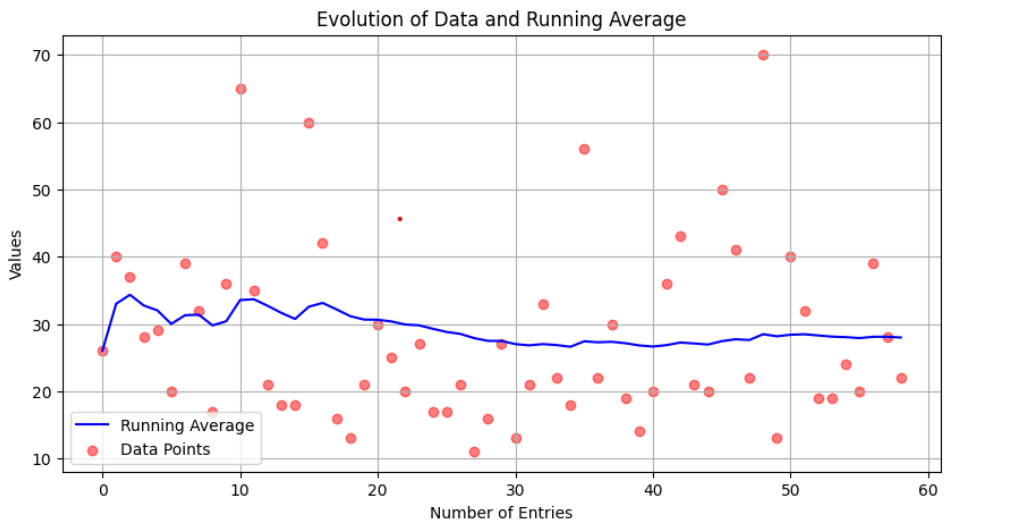 Evolution of Data and Running Average
70
60
50
40
30
20
10
Values
Running Average
Data Points
0 10 20 30 40 50 60
Number of Entries